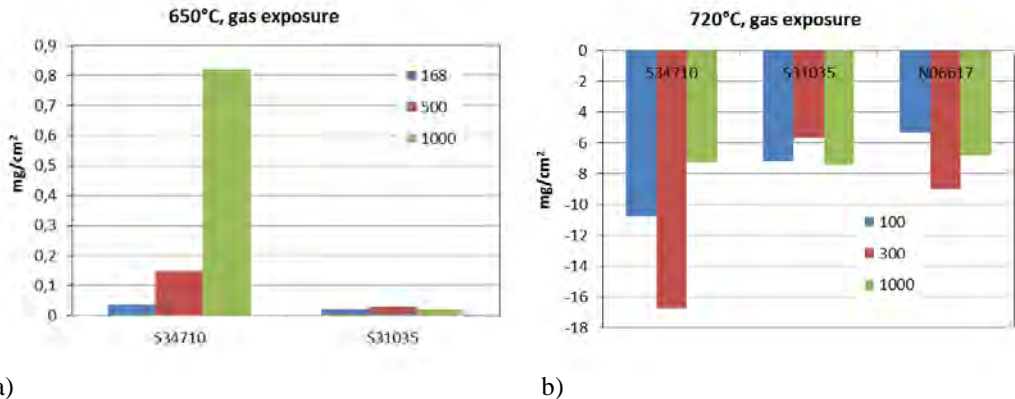 650°C, gas exposure
0,9
0,8
0,7
0,6
0,5
0,4
0,3
0,2
0,1
0
mg/cm²
168
500
1000
S34710
S31035
a)
720°C, gas exposure
0
-2
-4
-6
-8
-10
-12
-14
-16
-18
mg/cm²
S34710
S31035
N06617
100
300
1000
b)